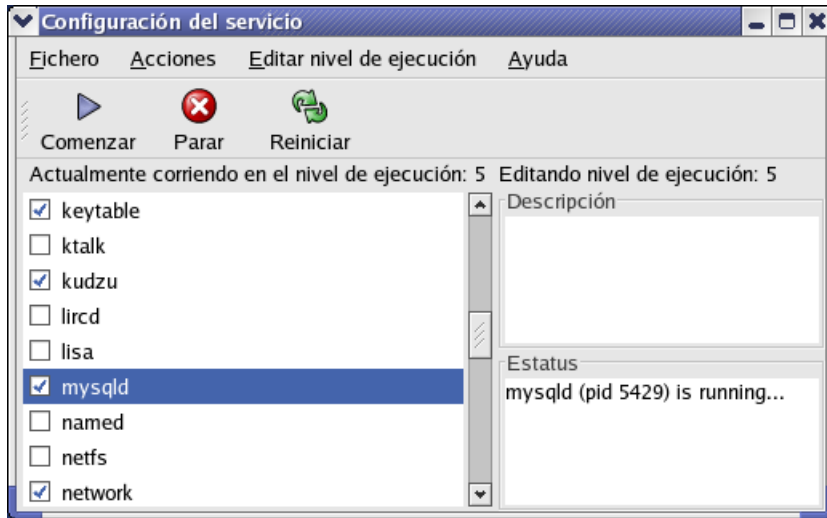 Configuración del servicio
Fichero Acciones Editar nivel de ejecución Ayuda
Comenzar Parar Reiniciar
Actualmente corriendo en el nivel de ejecución: 5 Editando nivel de ejecución: 5
keytable
ktalk
kudzu
lircd
lisa
mysqld
named
netfs
network
Descripción
Estatus
mysqld (pid 5429) is running...